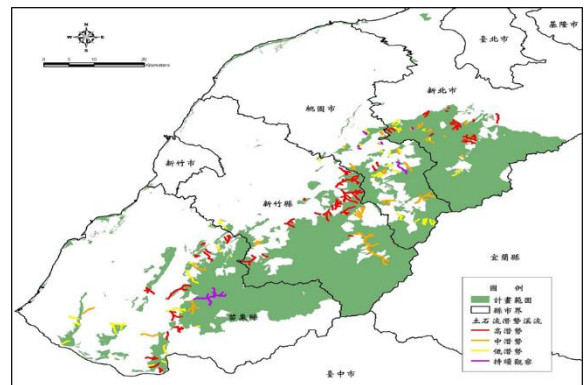 基隆市
臺北市
N
W E
S
新北市
桃園市
新竹市
新竹縣
宜蘭縣
苗栗縣
臺中市
圖 例
計畫範圍
縣市界
土石流潛勢溪流
高潛勢
中潛勢
低潛勢
持續觀察